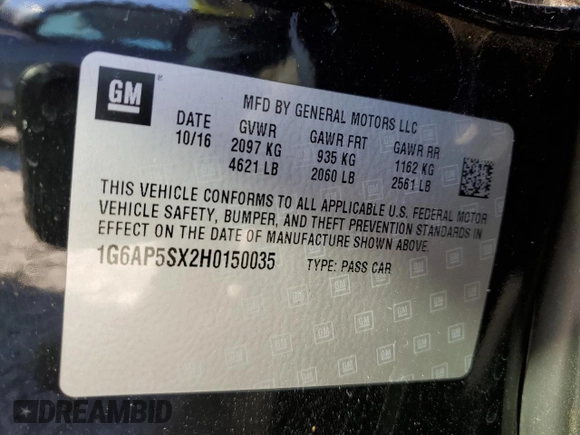 GM
®
MFD BY GENERAL MOTORS LLC
DATE GVWR GAWR FRT GAWR RR
10/16 2097 KG 935 KG 1162 KG
4621 LB 2060 LB 2561 LB
THIS VEHICLE CONFORMS TO ALL APPLICABLE U.S. FEDERAL MOTOR
VEHICLE SAFETY, BUMPER, AND THEFT PREVENTION STANDARDS IN
EFFECT ON THE DATE OF MANUFACTURE SHOWN ABOVE
1G6AP5SX2H0150035 TYPE: PASS CAR
DREAMBID